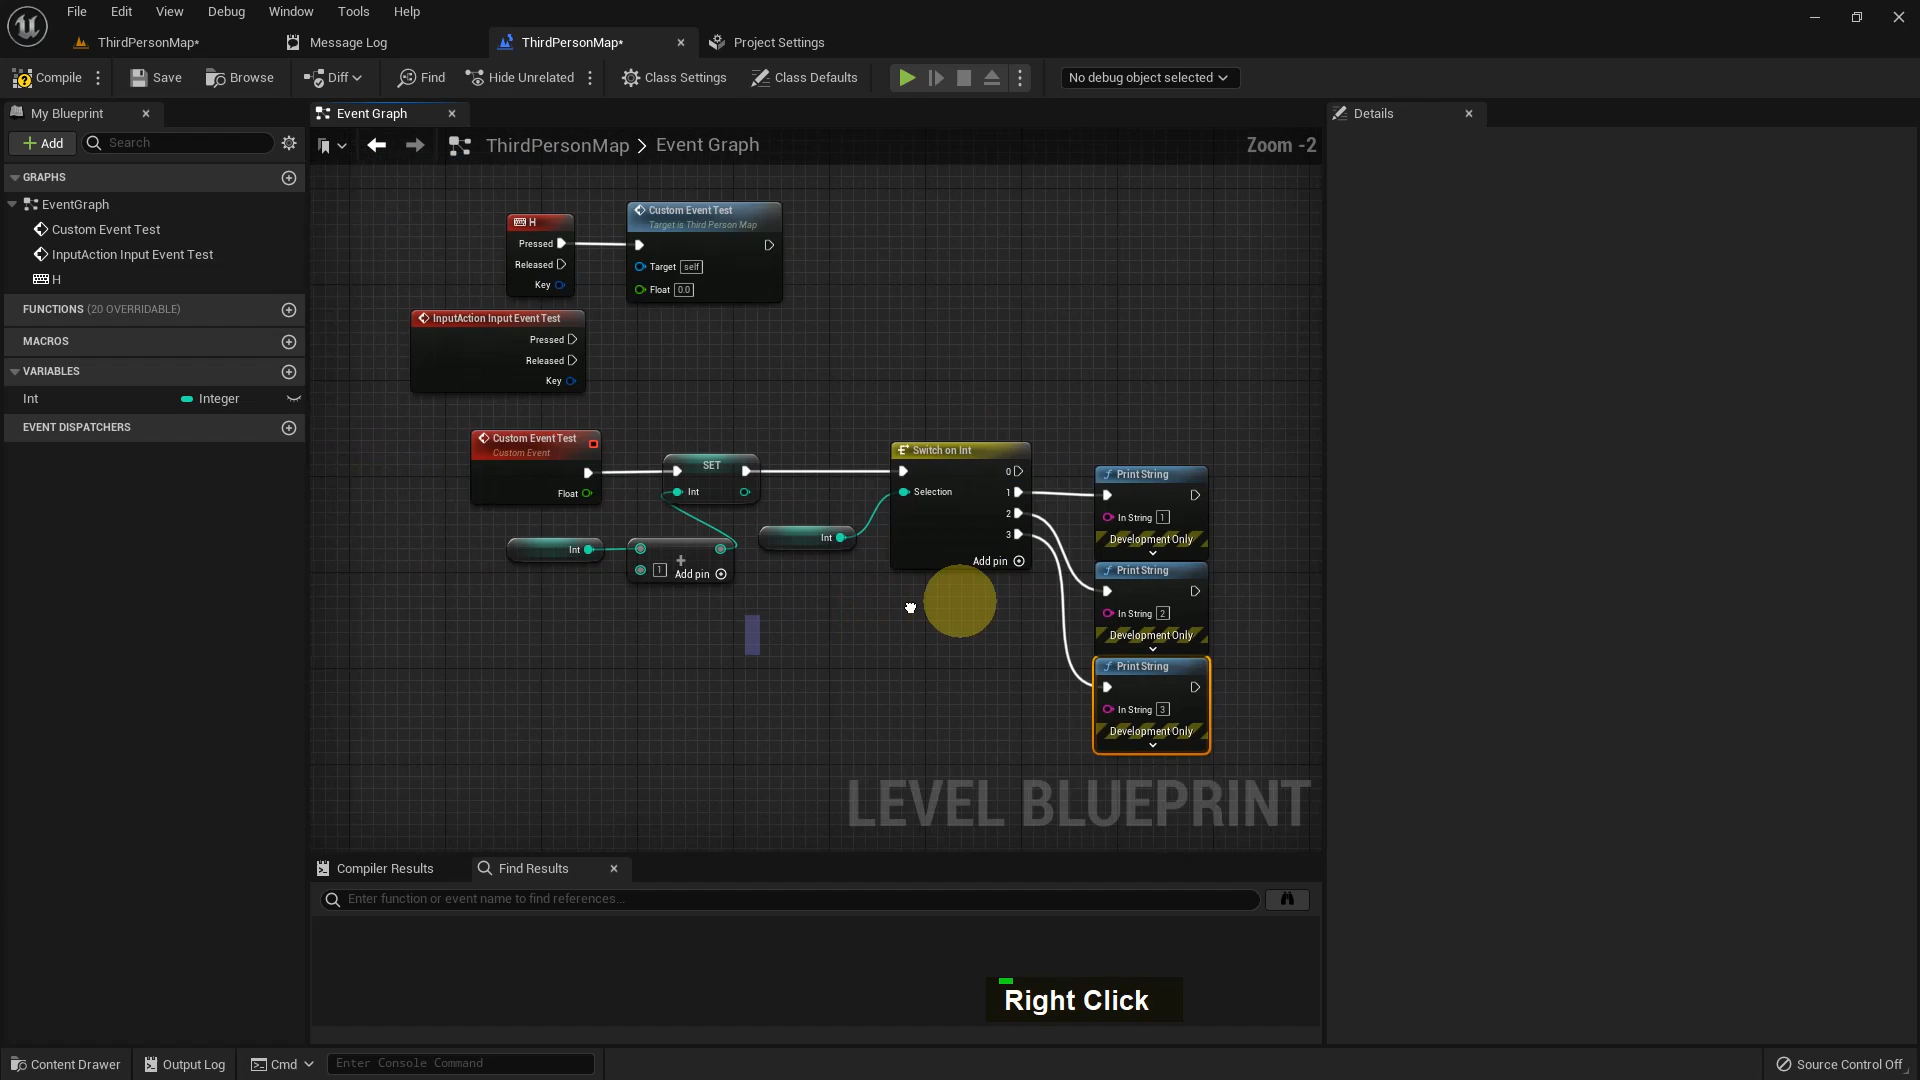 File Edit View Debug Window Tools Help
ThirdPersonMap* Message Log ThirdPersonMap* Project Settings
Compile Save Browse Diff Find Hide Unrelated Class Settings Class Defaults No debug object selected
My Blueprint Event Graph Details
Add Search ThirdPersonMap > Event Graph Zoom -2
GRAPHS
EventGraph
Custom Event Test
InputAction Input Event Test
H
FUNCTIONS (20 OVERRIDABLE)
MACROS
VARIABLES
Int Integer
EVENT DISPATCHERS
H
Pressed
Released
Key
Custom Event Test
Target is Third Person Map
Target self
Float 0.0
InputAction Input Event Test
Pressed
Released
Key
Custom Event Test
Custom Event
Float
SET
Int
Int
1 Add pin
Int
Switch on Int
0
Selection 1
2
3
Add pin
Print String
In String 1
Development Only
Print String
In String 2
Development Only
Print String
In String 3
Development Only
LEVEL BLUEPRINT
Compiler Results Find Results
Enter function or event name to find references...
Right Click
Content Drawer Output Log Cmd Enter Console Command Source Control Off